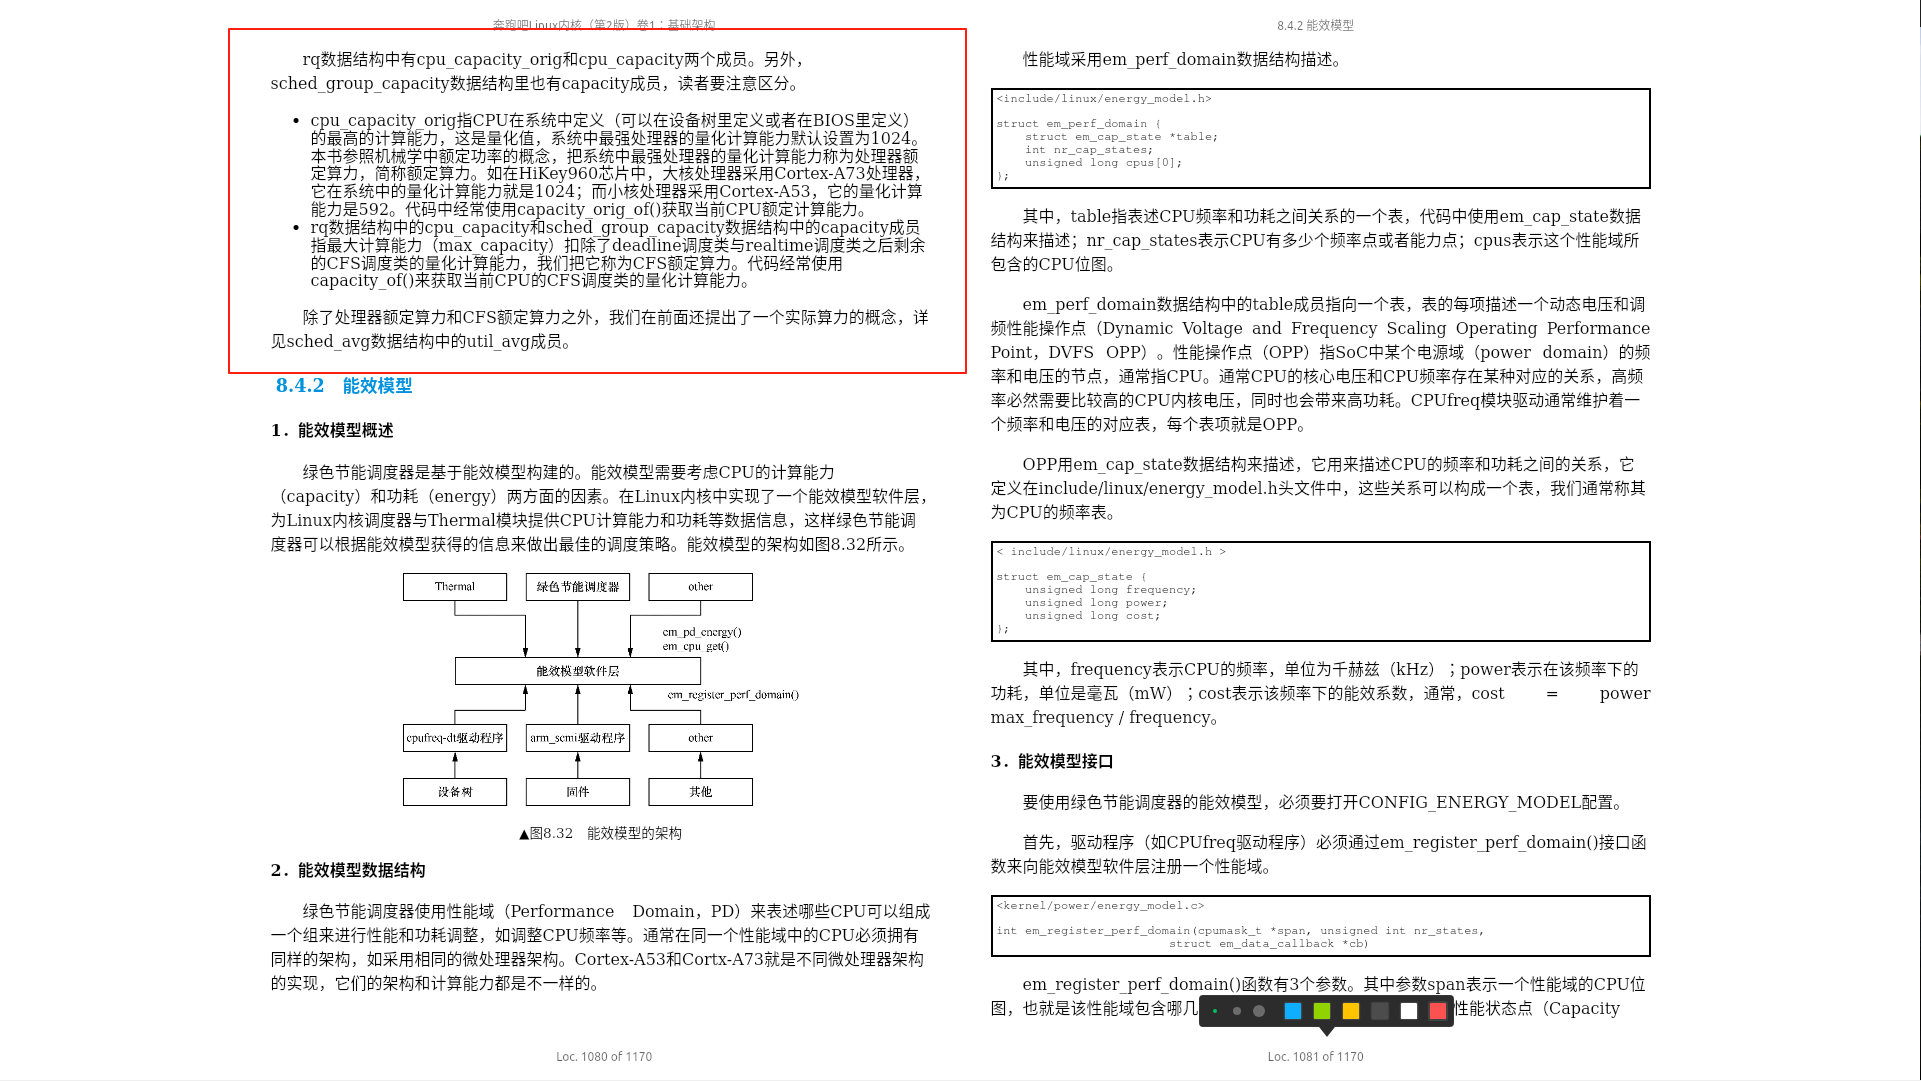 奔跑吧Linux内核（第2版）卷1：基础架构
rq数据结构中有cpu_capacity_orig和cpu_capacity两个成员。另外，
sched_group_capacity数据结构里也有capacity成员，读者要注意区分。
• cpu_capacity_orig指CPU在系统中定义（可以在设备树里定义或者在BIOS里定义）
的最高的计算能力，这是量化值，系统中最强处理器的量化计算能力默认设置为1024。
本书参照机械学中额定功率的概念，把系统中最强处理器的量化计算能力称为处理器额
定算力，简称额定算力。如在HiKey960芯片中，大核处理器采用Cortex-A73处理器，
它在系统中的量化计算能力就是1024；而小核处理器采用Cortex-A53，它的量化计算
能力是592。代码中经常使用capacity_orig_of()获取当前CPU额定计算能力。
• rq数据结构中的cpu_capacity和sched_group_capacity数据结构中的capacity成员
指最大计算能力（max_capacity）扣除了deadline调度类与realtime调度类之后剩余
的CFS调度类的量化计算能力，我们把它称为CFS额定算力。代码经常使用
capacity_of()来获取当前CPU的CFS调度类的量化计算能力。
除了处理器额定算力和CFS额定算力之外，我们在前面还提出了一个实际算力的概念，详
见sched_avg数据结构中的util_avg成员。
8.4.2 能效模型
1．能效模型概述
绿色节能调度器是基于能效模型构建的。能效模型需要考虑CPU的计算能力
（capacity）和功耗（energy）两方面的因素。在Linux内核中实现了一个能效模型软件层，
为Linux内核调度器与Thermal模块提供CPU计算能力和功耗等数据信息，这样绿色节能调
度器可以根据能效模型获得的信息来做出最佳的调度策略。能效模型的架构如图8.32所示。
Thermal 绿色节能调度器 other
em_pd_energy()
em_cpu_get()
能效模型软件层
em_register_perf_domain()
cpufreq-dt驱动程序 arm_scmi驱动程序 other
设备树 固件 其他
▲图8.32 能效模型的架构
2．能效模型数据结构
绿色节能调度器使用性能域（Performance Domain，PD）来表述哪些CPU可以组成
一个组来进行性能和功耗调整，如调整CPU频率等。通常在同一个性能域中的CPU必须拥有
同样的架构，如采用相同的微处理器架构。Cortex-A53和Cortx-A73就是不同微处理器架构
的实现，它们的架构和计算能力都是不一样的。
Loc. 1080 of 1170
8.4.2 能效模型
性能域采用em_perf_domain数据结构描述。
<include/linux/energy_model.h>
struct em_perf_domain {
struct em_cap_state *table;
int nr_cap_states;
unsigned long cpus[0];
};
其中，table指表述CPU频率和功耗之间关系的一个表，代码中使用em_cap_state数据
结构来描述；nr_cap_states表示CPU有多少个频率点或者能力点；cpus表示这个性能域所
包含的CPU位图。
em_perf_domain数据结构中的table成员指向一个表，表的每项描述一个动态电压和调
频性能操作点（Dynamic Voltage and Frequency Scaling Operating Performance
Point，DVFS OPP）。性能操作点（OPP）指SoC中某个电源域（power domain）的频
率和电压的节点，通常指CPU。通常CPU的核心电压和CPU频率存在某种对应的关系，高频
率必然需要比较高的CPU内核电压，同时也会带来高功耗。CPUfreq模块驱动通常维护着一
个频率和电压的对应表，每个表项就是OPP。
OPP用em_cap_state数据结构来描述，它用来描述CPU的频率和功耗之间的关系，它
定义在include/linux/energy_model.h头文件中，这些关系可以构成一个表，我们通常称其
为CPU的频率表。
< include/linux/energy_model.h >
struct em_cap_state {
unsigned long frequency;
unsigned long power;
unsigned long cost;
};
其中，frequency表示CPU的频率，单位为千赫兹（kHz）；power表示在该频率下的
功耗，单位是毫瓦（mW）；cost表示该频率下的能效系数，通常，cost = power
max_frequency / frequency。
3．能效模型接口
要使用绿色节能调度器的能效模型，必须要打开CONFIG_ENERGY_MODEL配置。
首先，驱动程序（如CPUfreq驱动程序）必须通过em_register_perf_domain()接口函
数来向能效模型软件层注册一个性能域。
<kernel/power/energy_model.c>
int em_register_perf_domain(cpumask_t *span, unsigned int nr_states,
struct em_data_callback *cb)
em_register_perf_domain()函数有3个参数。其中参数span表示一个性能域的CPU位
图，也就是该性能域包含哪几 性能状态点（Capacity
Loc. 1081 of 1170